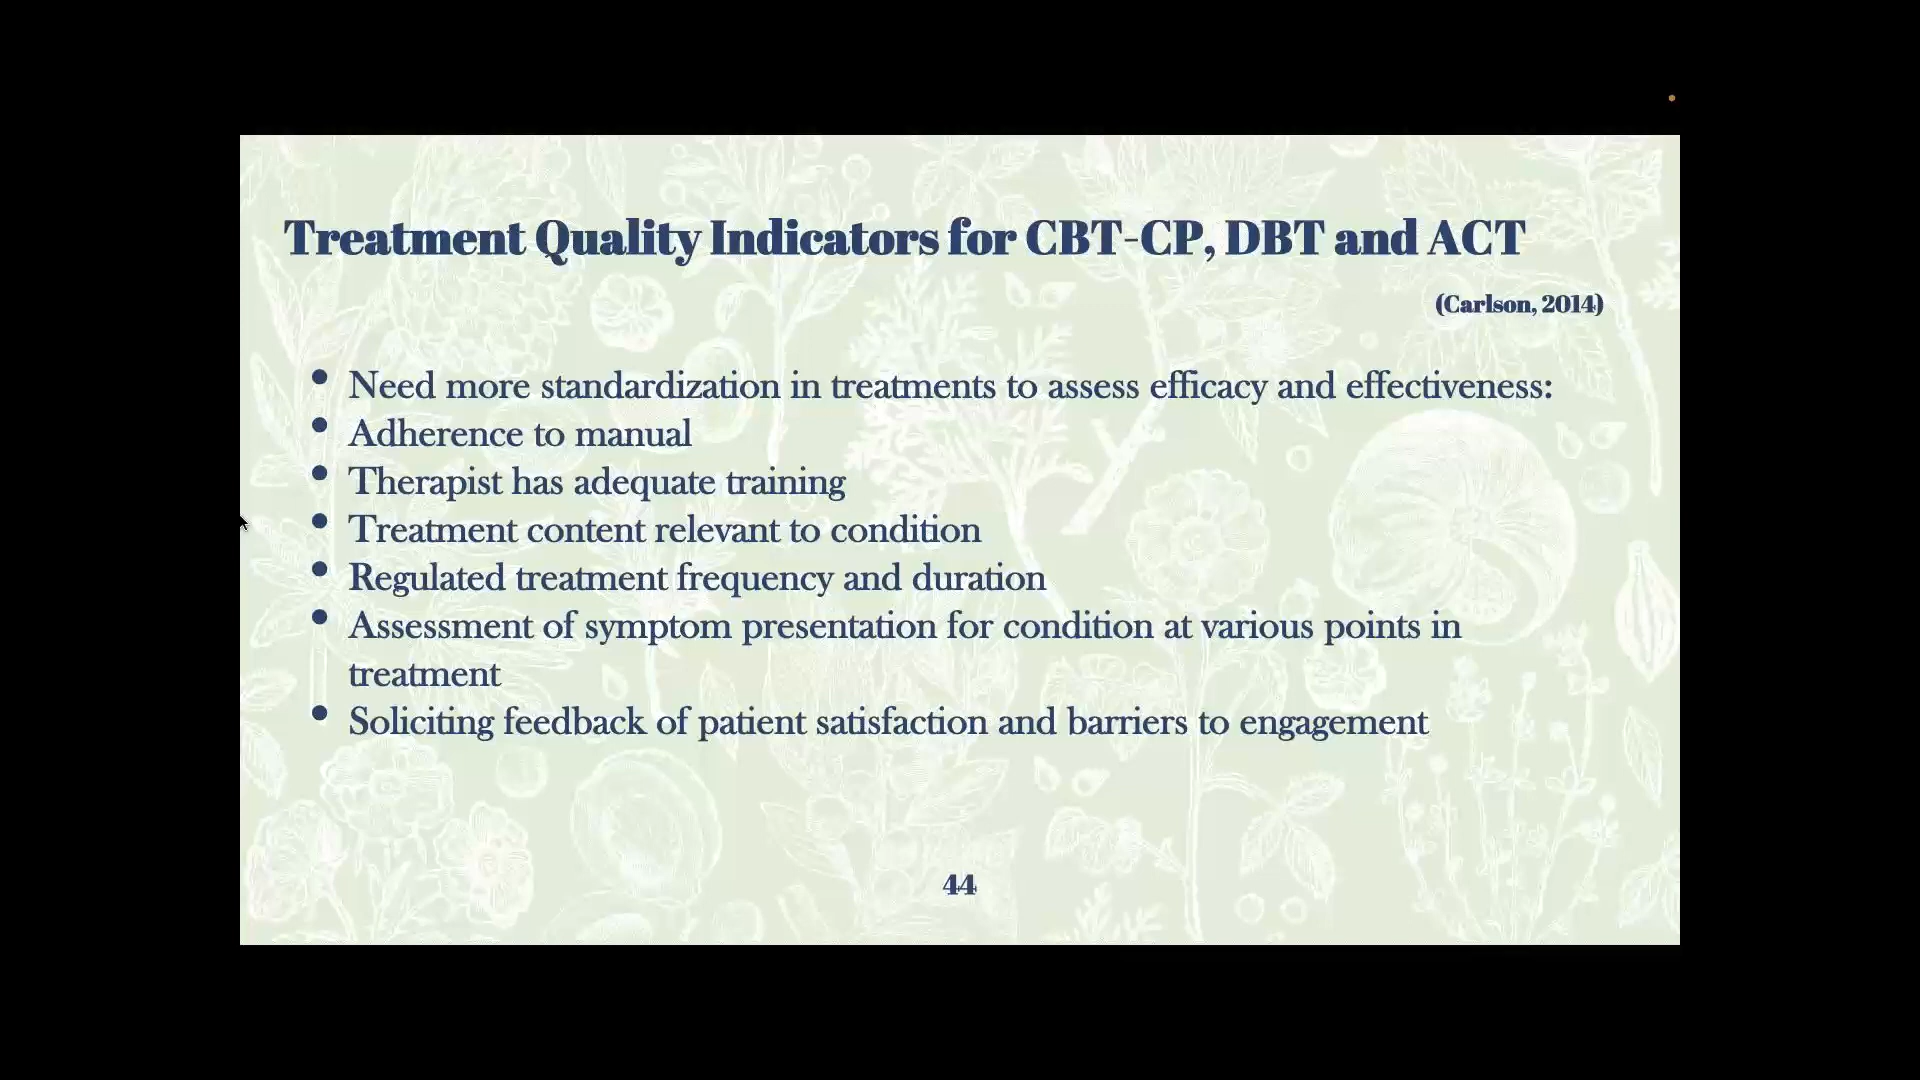 Treatment Quality Indicators for CBT-CP, DBT and ACT
(Carlson, 2014)
• Need more standardization in treatments to assess efficacy and effectiveness:
• Adherence to manual
• Therapist has adequate training
• Treatment content relevant to condition
• Regulated treatment frequency and duration
• Assessment of symptom presentation for condition at various points in
treatment
• Soliciting feedback of patient satisfaction and barriers to engagement
44